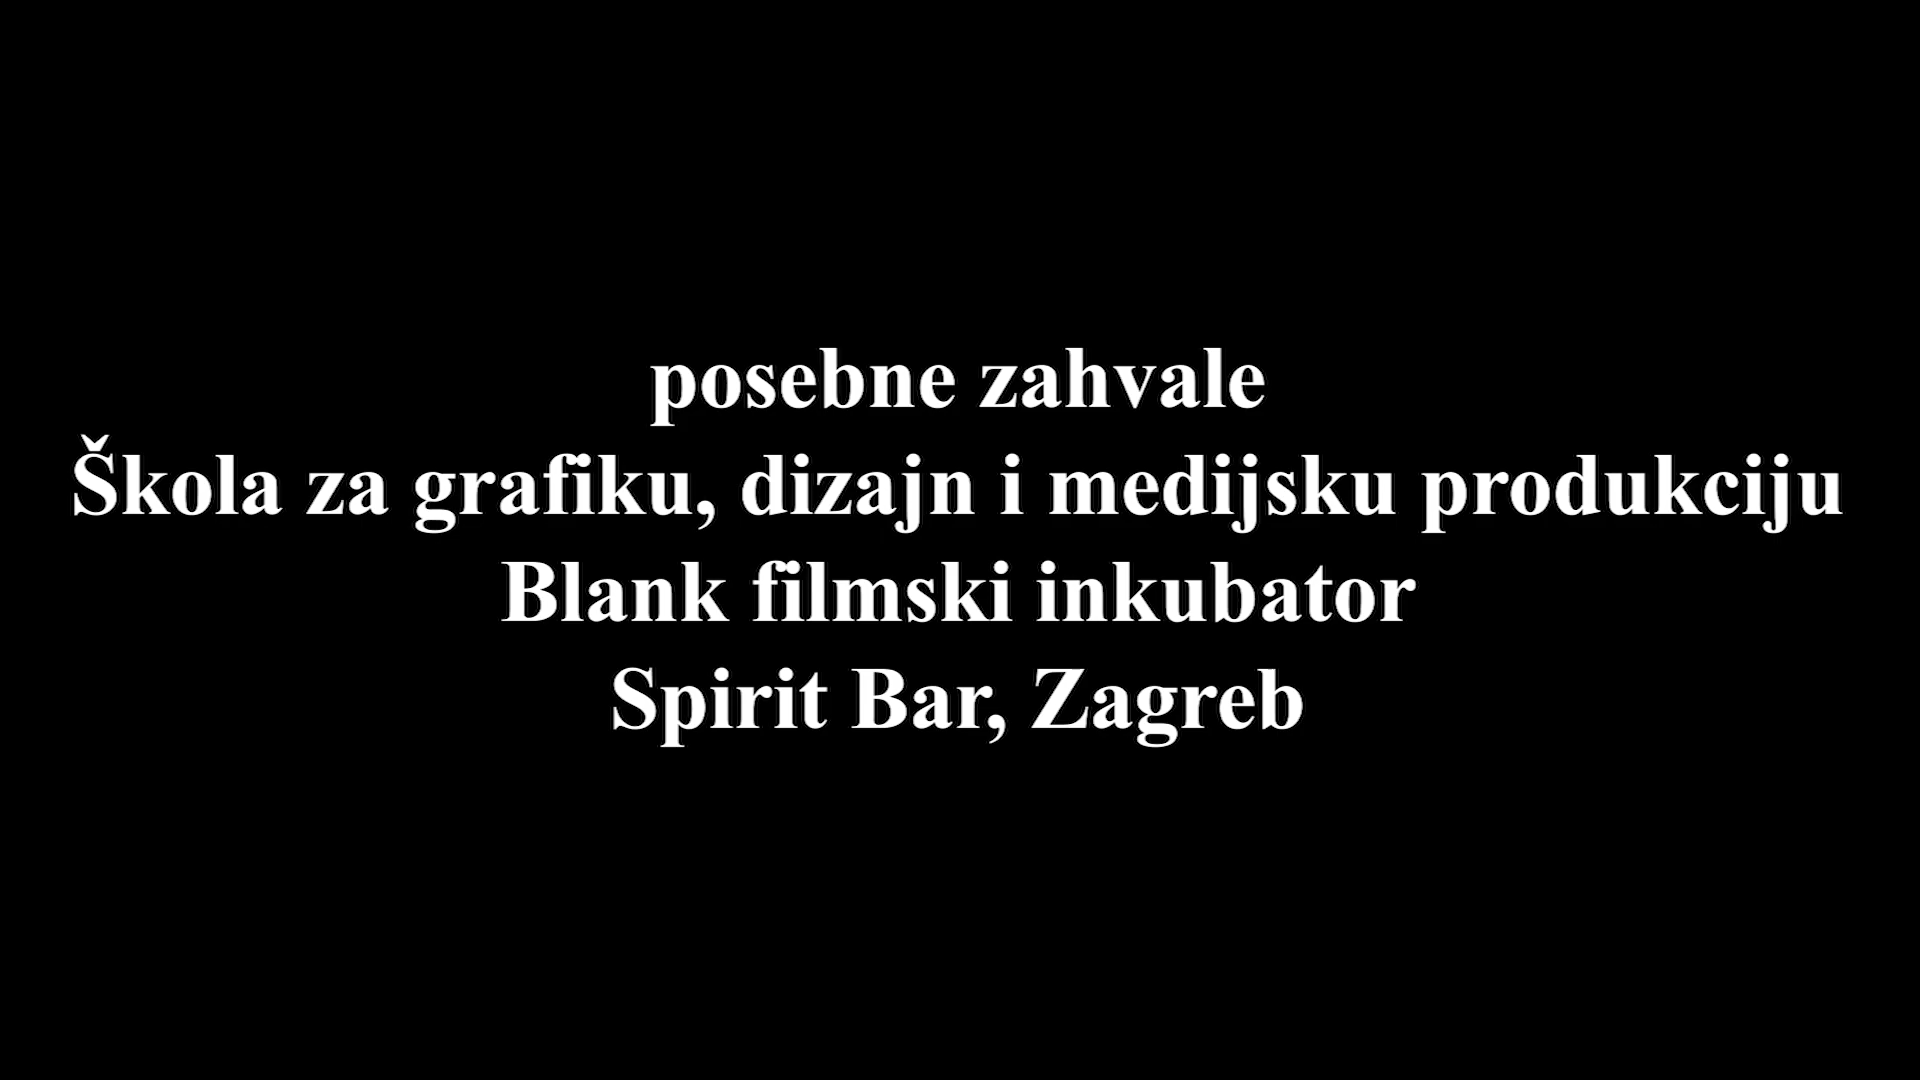 posebne zahvale
Škola za grafiku, dizajn i medijsku produkciju
Blank filmski inkubator
Spirit Bar, Zagreb